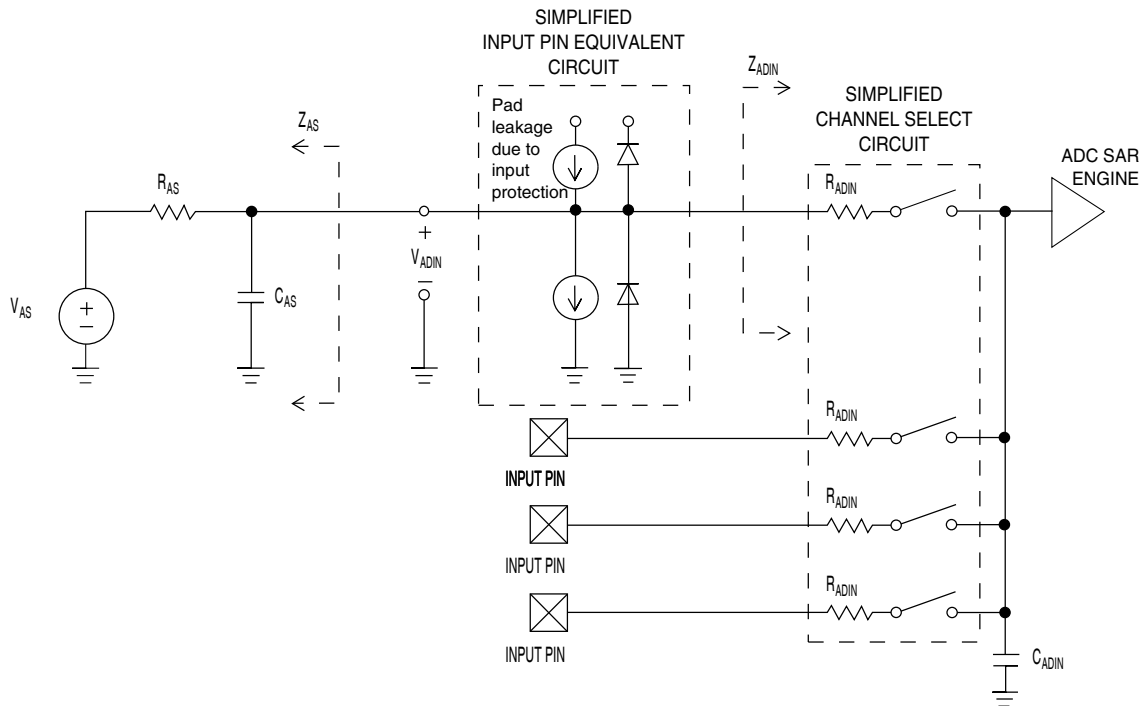 SIMPLIFIED
INPUT PIN EQUIVALENT
CIRCUIT
Pad
leakage
due to
input
protection
Z_ADIN
SIMPLIFIED
CHANNEL SELECT
CIRCUIT
ADC SAR
ENGINE
Z_AS
R_AS
R_ADIN
+
V_ADIN
–
C_AS
V_AS
+
–
R_ADIN
INPUT PIN
R_ADIN
INPUT PIN
R_ADIN
INPUT PIN
C_ADIN